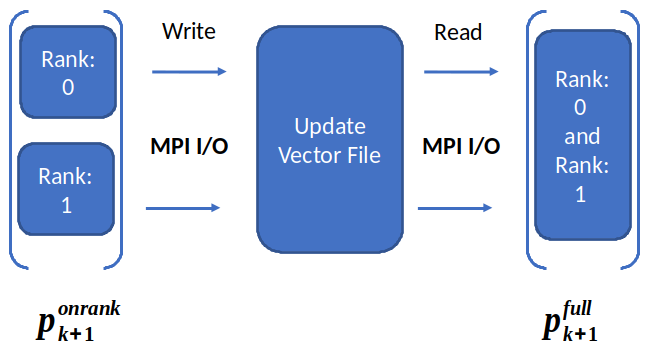 Write
Read
Rank:
0
Rank:
1
MPI I/O
Update
Vector File
MPI I/O
Rank:
0
and
Rank:
1
p_{k+1}^{onrank}
p_{k+1}^{full}